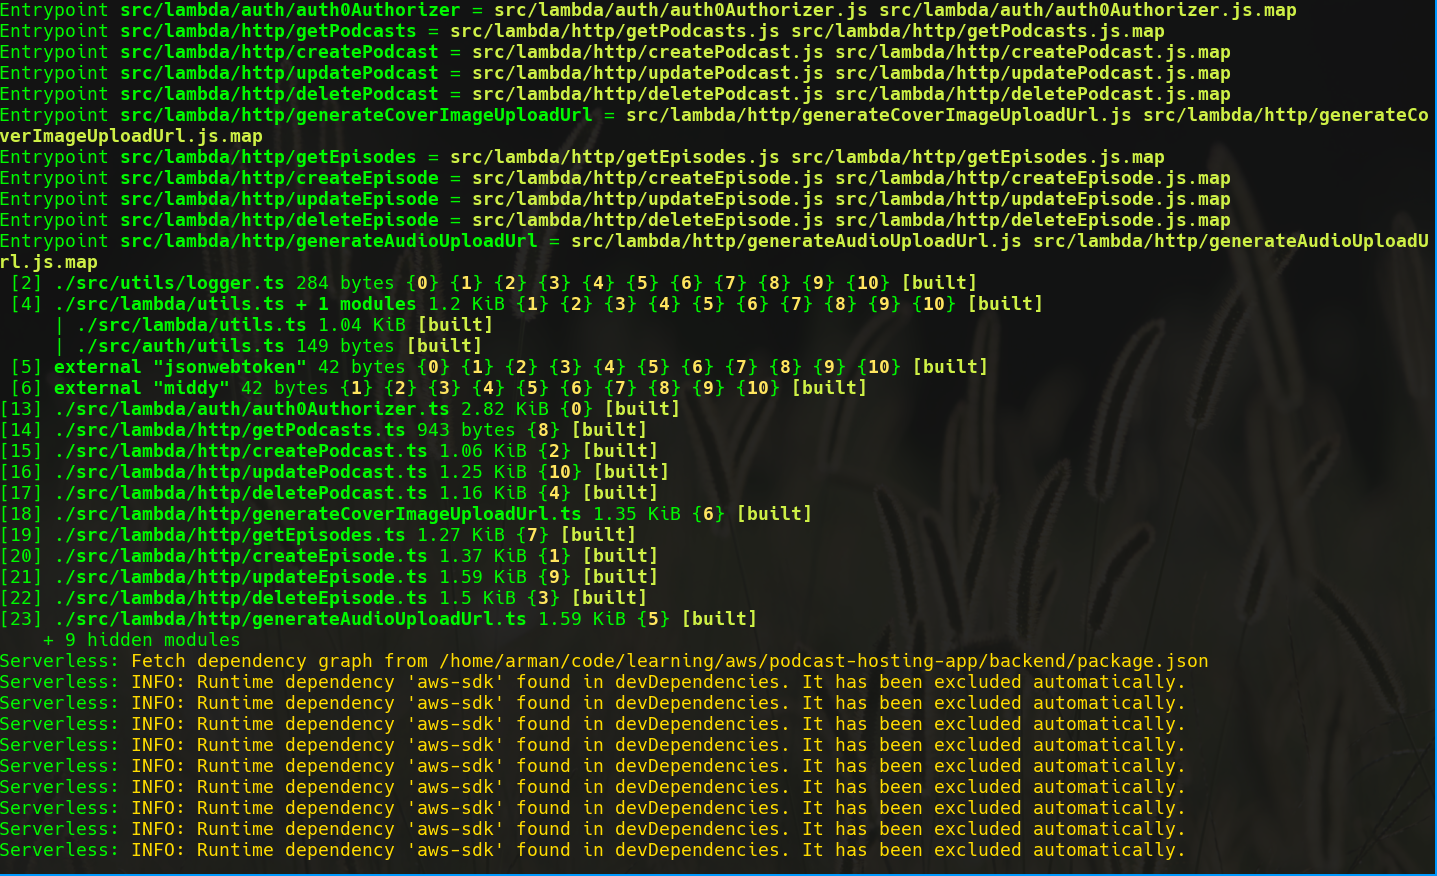 Entrypoint src/lambda/auth/auth0Authorizer = src/lambda/auth/auth0Authorizer.js src/lambda/auth/auth0Authorizer.js.map
Entrypoint src/lambda/http/getPodcasts = src/lambda/http/getPodcasts.js src/lambda/http/getPodcasts.js.map
Entrypoint src/lambda/http/createPodcast = src/lambda/http/createPodcast.js src/lambda/http/createPodcast.js.map
Entrypoint src/lambda/http/updatePodcast = src/lambda/http/updatePodcast.js src/lambda/http/updatePodcast.js.map
Entrypoint src/lambda/http/deletePodcast = src/lambda/http/deletePodcast.js src/lambda/http/deletePodcast.js.map
Entrypoint src/lambda/http/generateCoverImageUploadUrl = src/lambda/http/generateCoverImageUploadUrl.js src/lambda/http/generateCo
verImageUploadUrl.js.map
Entrypoint src/lambda/http/getEpisodes = src/lambda/http/getEpisodes.js src/lambda/http/getEpisodes.js.map
Entrypoint src/lambda/http/createEpisode = src/lambda/http/createEpisode.js src/lambda/http/createEpisode.js.map
Entrypoint src/lambda/http/updateEpisode = src/lambda/http/updateEpisode.js src/lambda/http/updateEpisode.js.map
Entrypoint src/lambda/http/deleteEpisode = src/lambda/http/deleteEpisode.js src/lambda/http/deleteEpisode.js.map
Entrypoint src/lambda/http/generateAudioUploadUrl = src/lambda/http/generateAudioUploadUrl.js src/lambda/http/generateAudioUploadU
rl.js.map
[2] ./src/utils/logger.ts 284 bytes {0} {1} {2} {3} {4} {5} {6} {7} {8} {9} {10} [built]
[4] ./src/lambda/utils.ts + 1 modules 1.2 KiB {1} {2} {3} {4} {5} {6} {7} {8} {9} {10} [built]
| ./src/lambda/utils.ts 1.04 KiB [built]
| ./src/auth/utils.ts 149 bytes [built]
[5] external "jsonwebtoken" 42 bytes {0} {1} {2} {3} {4} {5} {6} {7} {8} {9} {10} [built]
[6] external "middy" 42 bytes {1} {2} {3} {4} {5} {6} {7} {8} {9} {10} [built]
[13] ./src/lambda/auth/auth0Authorizer.ts 2.82 KiB {0} [built]
[14] ./src/lambda/http/getPodcasts.ts 943 bytes {8} [built]
[15] ./src/lambda/http/createPodcast.ts 1.06 KiB {2} [built]
[16] ./src/lambda/http/updatePodcast.ts 1.25 KiB {10} [built]
[17] ./src/lambda/http/deletePodcast.ts 1.16 KiB {4} [built]
[18] ./src/lambda/http/generateCoverImageUploadUrl.ts 1.35 KiB {6} [built]
[19] ./src/lambda/http/getEpisodes.ts 1.27 KiB {7} [built]
[20] ./src/lambda/http/createEpisode.ts 1.37 KiB {1} [built]
[21] ./src/lambda/http/updateEpisode.ts 1.59 KiB {9} [built]
[22] ./src/lambda/http/deleteEpisode.ts 1.5 KiB {3} [built]
[23] ./src/lambda/http/generateAudioUploadUrl.ts 1.59 KiB {5} [built]
+ 9 hidden modules
Serverless: Fetch dependency graph from /home/arman/code/learning/aws/podcast-hosting-app/backend/package.json
Serverless: INFO: Runtime dependency 'aws-sdk' found in devDependencies. It has been excluded automatically.
Serverless: INFO: Runtime dependency 'aws-sdk' found in devDependencies. It has been excluded automatically.
Serverless: INFO: Runtime dependency 'aws-sdk' found in devDependencies. It has been excluded automatically.
Serverless: INFO: Runtime dependency 'aws-sdk' found in devDependencies. It has been excluded automatically.
Serverless: INFO: Runtime dependency 'aws-sdk' found in devDependencies. It has been excluded automatically.
Serverless: INFO: Runtime dependency 'aws-sdk' found in devDependencies. It has been excluded automatically.
Serverless: INFO: Runtime dependency 'aws-sdk' found in devDependencies. It has been excluded automatically.
Serverless: INFO: Runtime dependency 'aws-sdk' found in devDependencies. It has been excluded automatically.
Serverless: INFO: Runtime dependency 'aws-sdk' found in devDependencies. It has been excluded automatically.